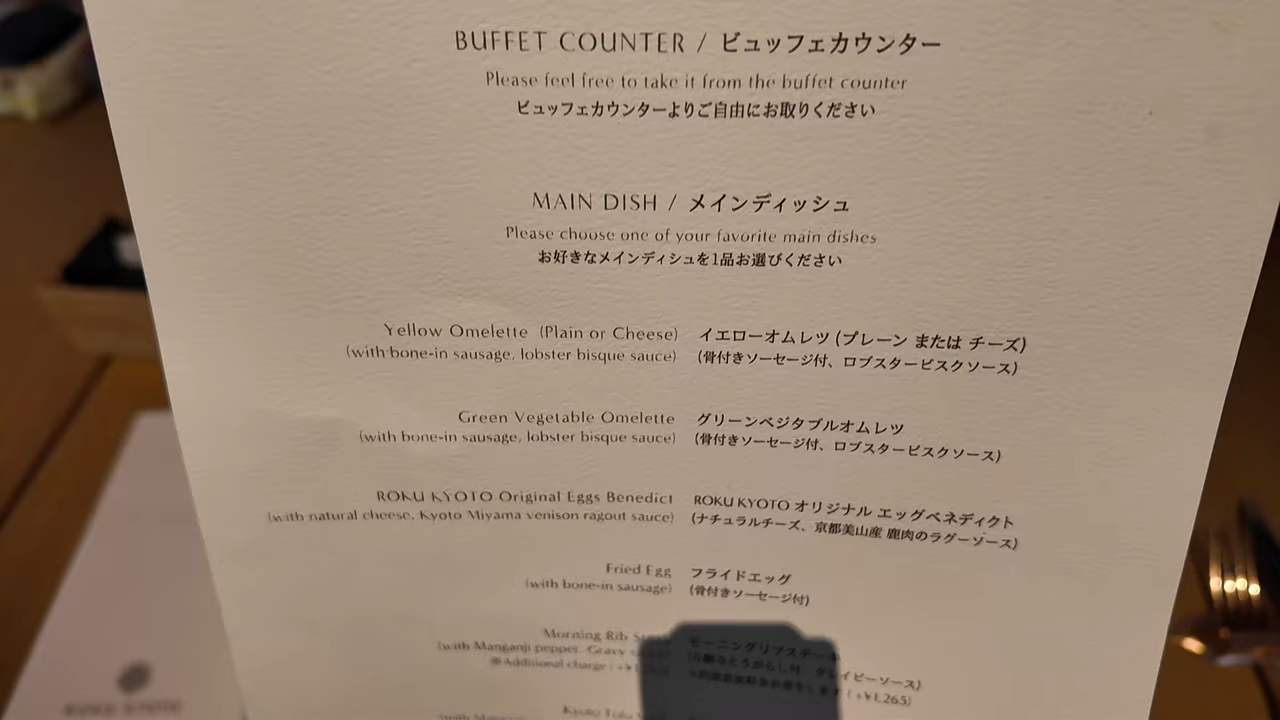 BUFFET COUNTER / ビュッフェカウンター
Please feel free to take it from the buffet counter
ビュッフェカウンターよりご自由にお取りください
MAIN DISH / メインディッシュ
Please choose one of your favorite main dishes
お好きなメインディシュを1品お選びください
Yellow Omelette (Plain or Cheese) イエローオムレツ (プレーン または チーズ)
(with bone-in sausage, lobster bisque sauce) (骨付きソーセージ付、ロブスタービスクソース)
Green Vegetable Omelette グリーンベジタブルオムレツ
(with bone-in sausage, lobster bisque sauce) (骨付きソーセージ付、ロブスタービスクソース)
ROKU KYOTO Original Eggs Benedict ROKU KYOTO オリジナル エッグベネディクト
(with natural cheese, Kyoto Miyama venison ragout sauce) (ナチュラルチーズ、京都美山産 鹿肉のラグーソース)
Fried Egg フライドエッグ
(with bone-in sausage) (骨付きソーセージ付)
Morning Rib モーニングリブステーキ
(with Manganji pepper, Gravy グレイビーソース)
※Additional charge : +¥1,265)
Kyoto
ROKU KYOTO